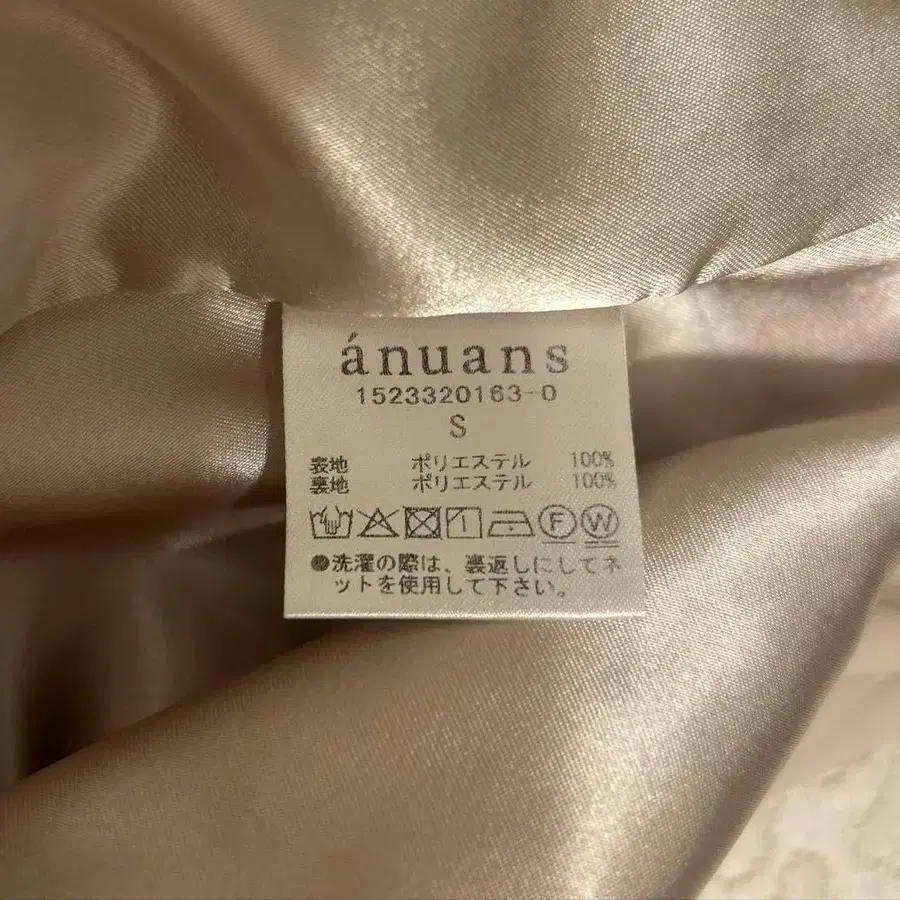 ánuans
1523320163-0
S
表地 ポリエステル 100%
裏地 ポリエステル 100%
F W
●洗濯の際は、裏返しにしてネ
ットを使用して下さい。